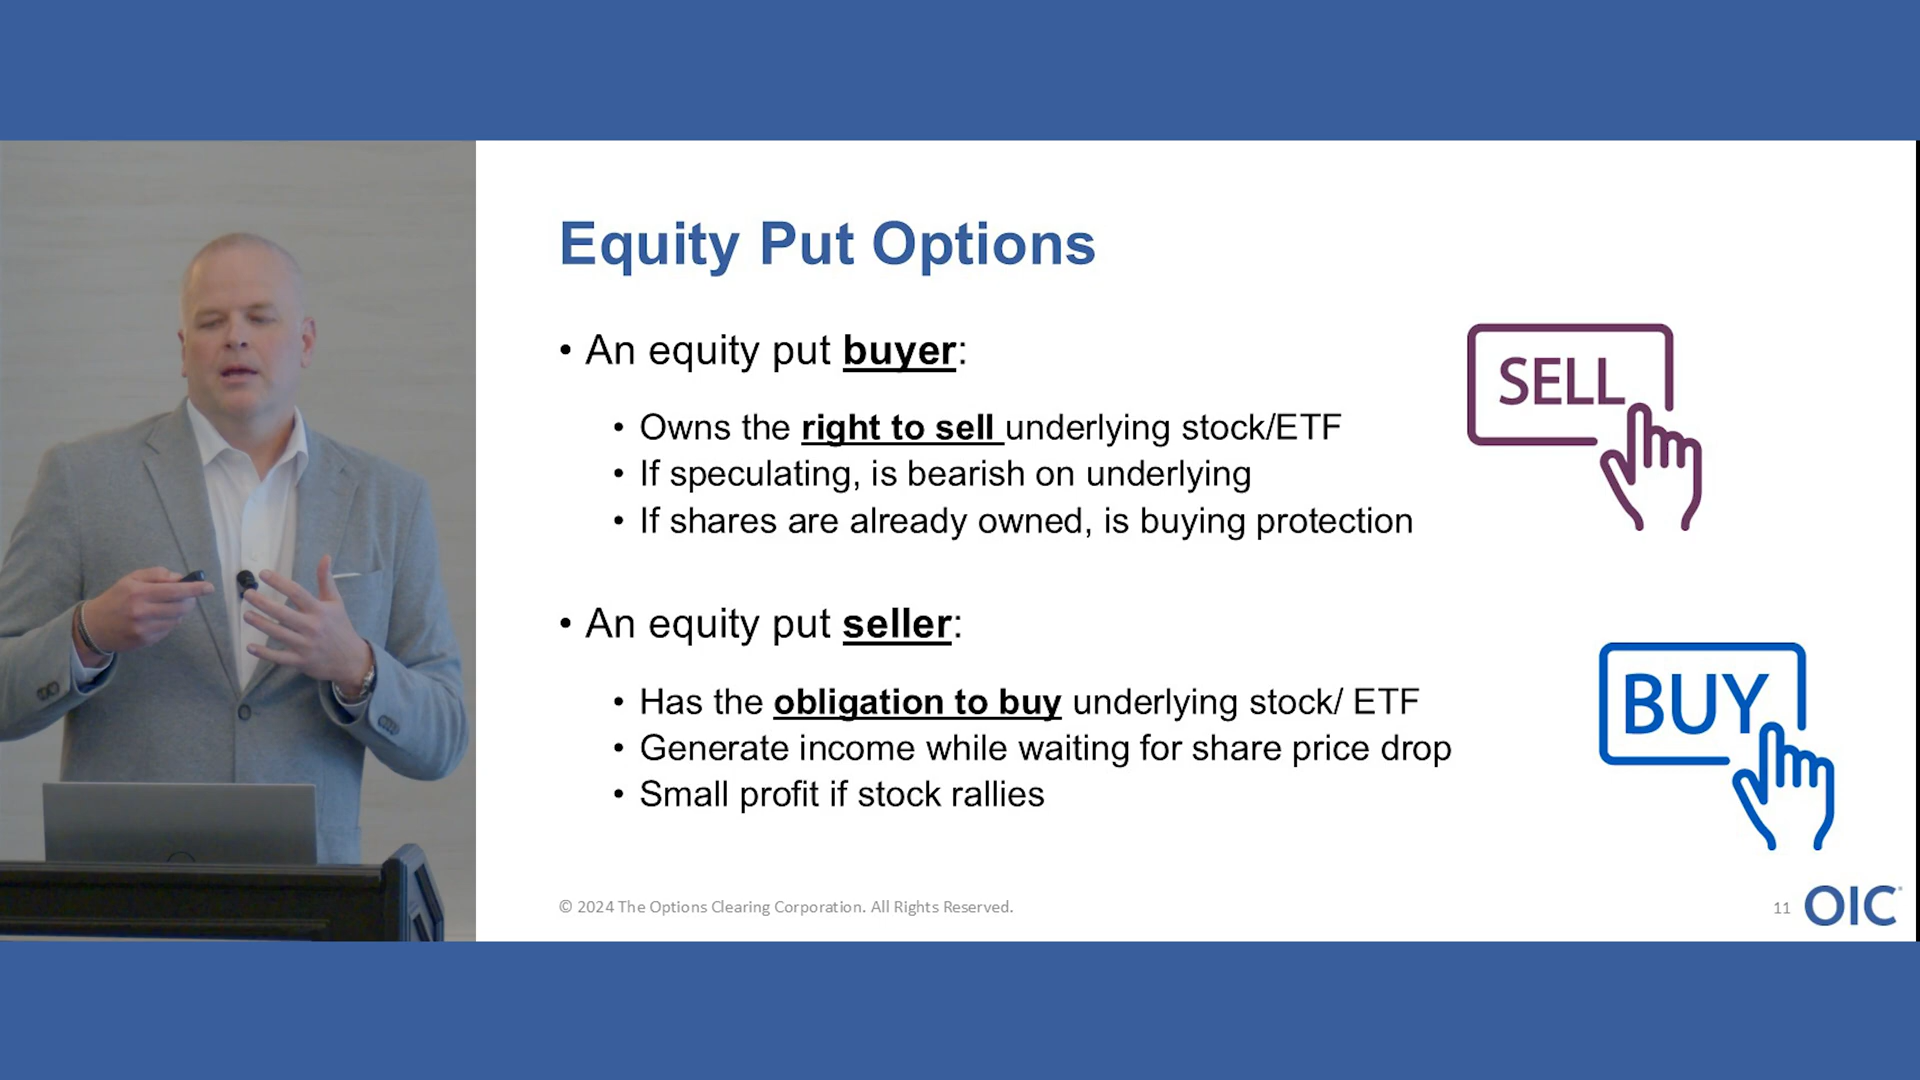 Equity Put Options
• An equity put buyer:
• Owns the right to sell underlying stock/ETF
• If speculating, is bearish on underlying
• If shares are already owned, is buying protection
SELL
• An equity put seller:
• Has the obligation to buy underlying stock/ ETF
• Generate income while waiting for share price drop
• Small profit if stock rallies
BUY
© 2024 The Options Clearing Corporation. All Rights Reserved.
11
OIC